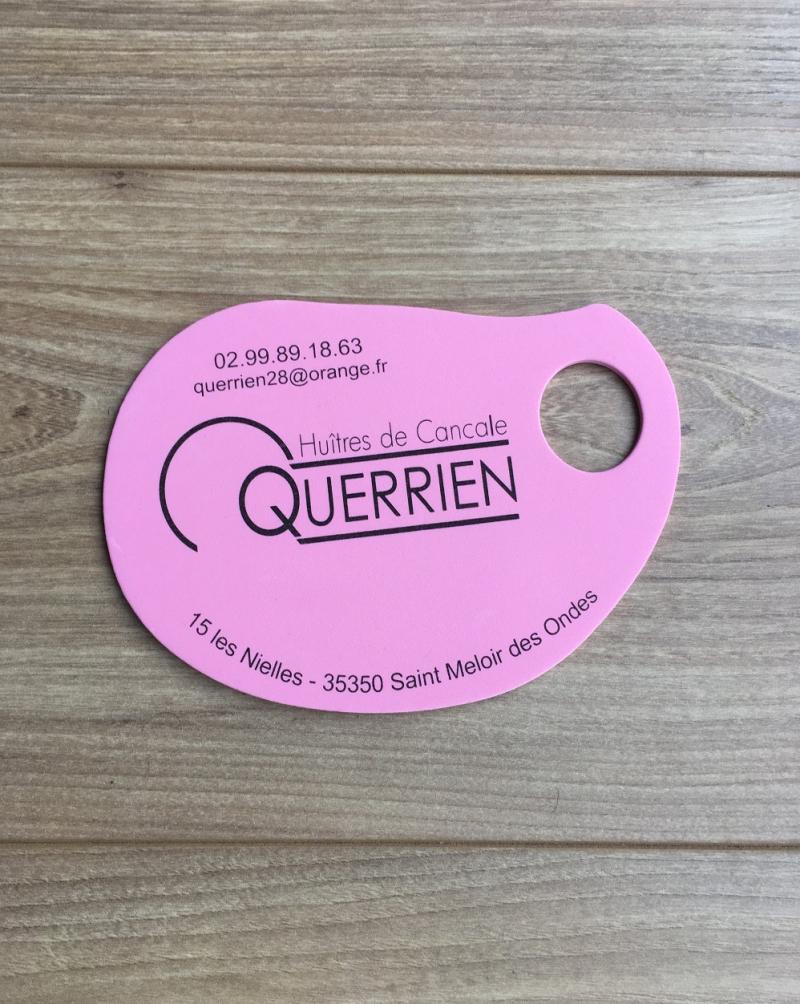 02.99.89.18.63
querrien28@orange.fr
Huîtres de Cancale
QUERRIEN
15 les Nielles - 35350 Saint Meloir des Ondes